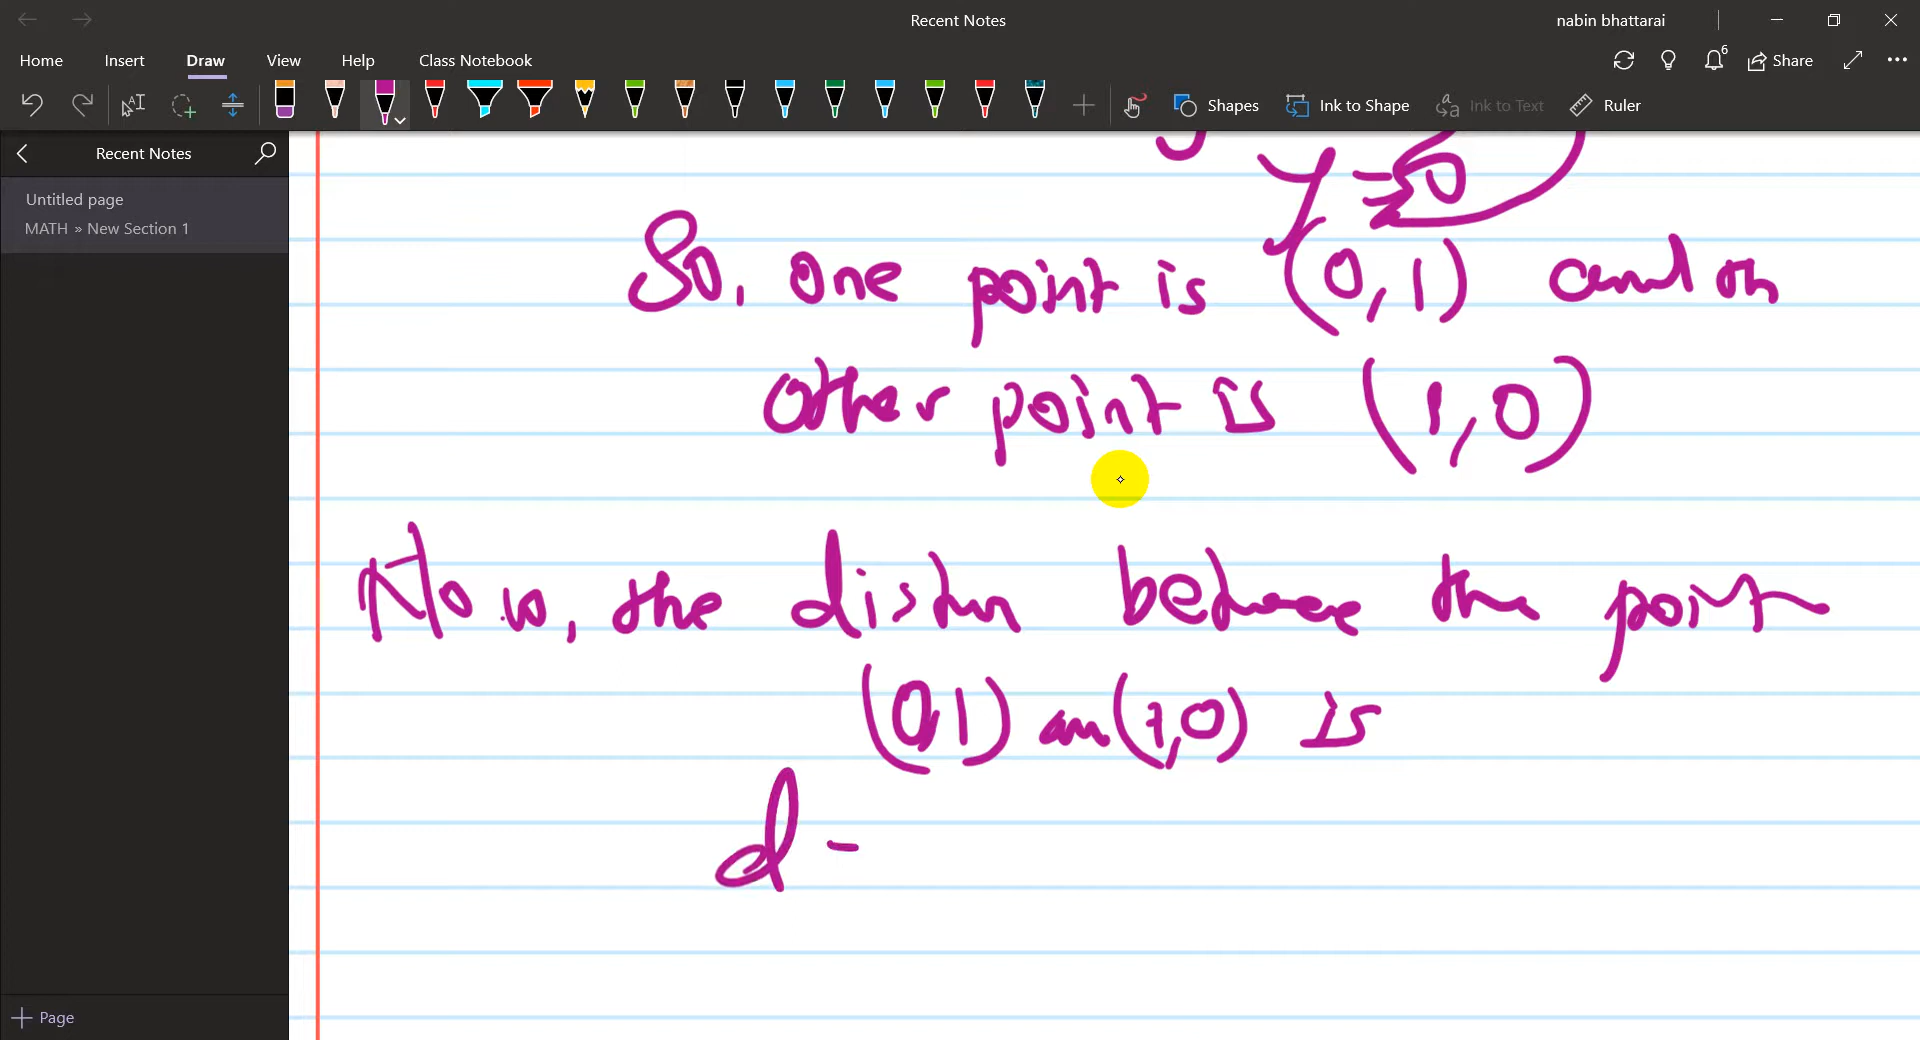 Recent Notes
nabin bhattarai
Home Insert Draw View Help Class Notebook
6
Share
Shapes Ink to Shape Ink to Text Ruler
Recent Notes
Untitled page
MATH » New Section 1
Page
y = 0
So, one point is (0, 1) and
other point is (1, 0)
Now, the between the point
(0,1) (1,0) is
d -